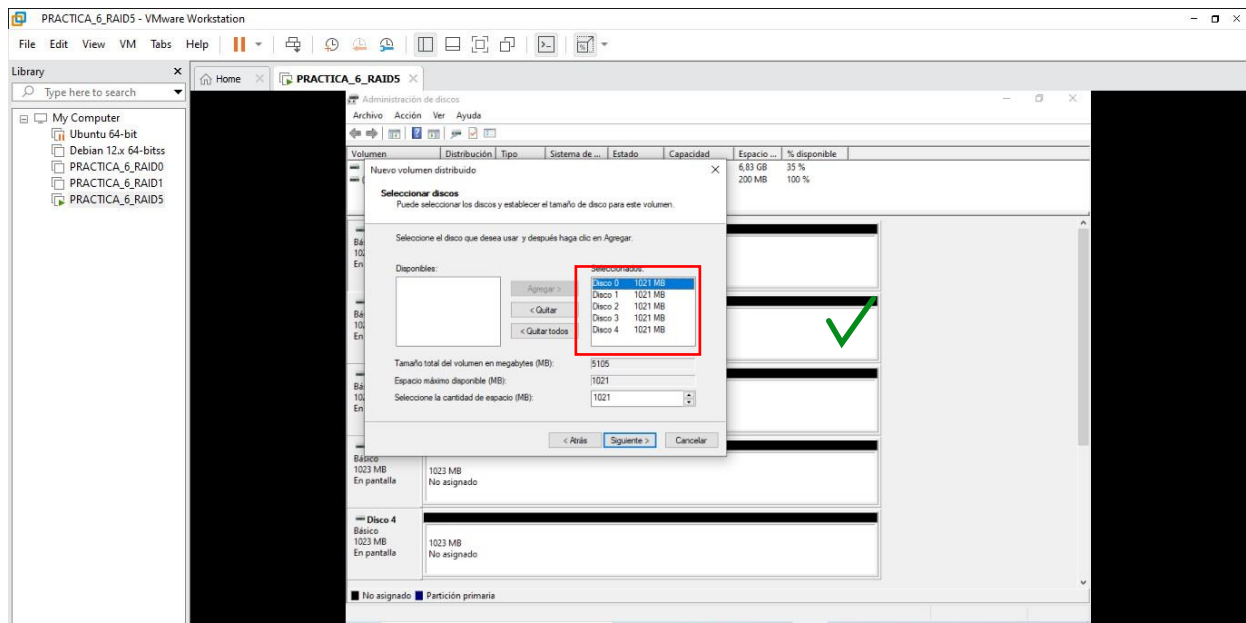 PRACTICA_6_RAID5 - VMware Workstation
File Edit View VM Tabs Help
Library
Type here to search
My Computer
Ubuntu 64-bit
Debian 12.x 64-bitss
PRACTICA_6_RAID0
PRACTICA_6_RAID1
PRACTICA_6_RAID5
Home
PRACTICA_6_RAID5
Administración de discos
Archivo Acción Ver Ayuda
Volumen Distribución Tipo Sistema de ... Estado Capacidad Espacio ... % disponible
6,83 GB 35 %
200 MB 100 %
Nuevo volumen distribuido
Seleccionar discos
Puede seleccionar los discos y establecer el tamaño de disco para este volumen.
Seleccione el disco que desea usar y después haga clic en Agregar.
Disponibles:
Seleccionados:
Agregar >
< Quitar
< Quitar todos
Disco 0 1021 MB
Disco 1 1021 MB
Disco 2 1021 MB
Disco 3 1021 MB
Disco 4 1021 MB
Tamaño total del volumen en megabytes (MB): 5105
Espacio máximo disponible (MB): 1021
Seleccione la cantidad de espacio (MB): 1021
< Atrás Siguiente > Cancelar
Básico
1023 MB
En pantalla
1023 MB
No asignado
Disco 4
Básico
1023 MB
En pantalla
1023 MB
No asignado
No asignado Partición primaria